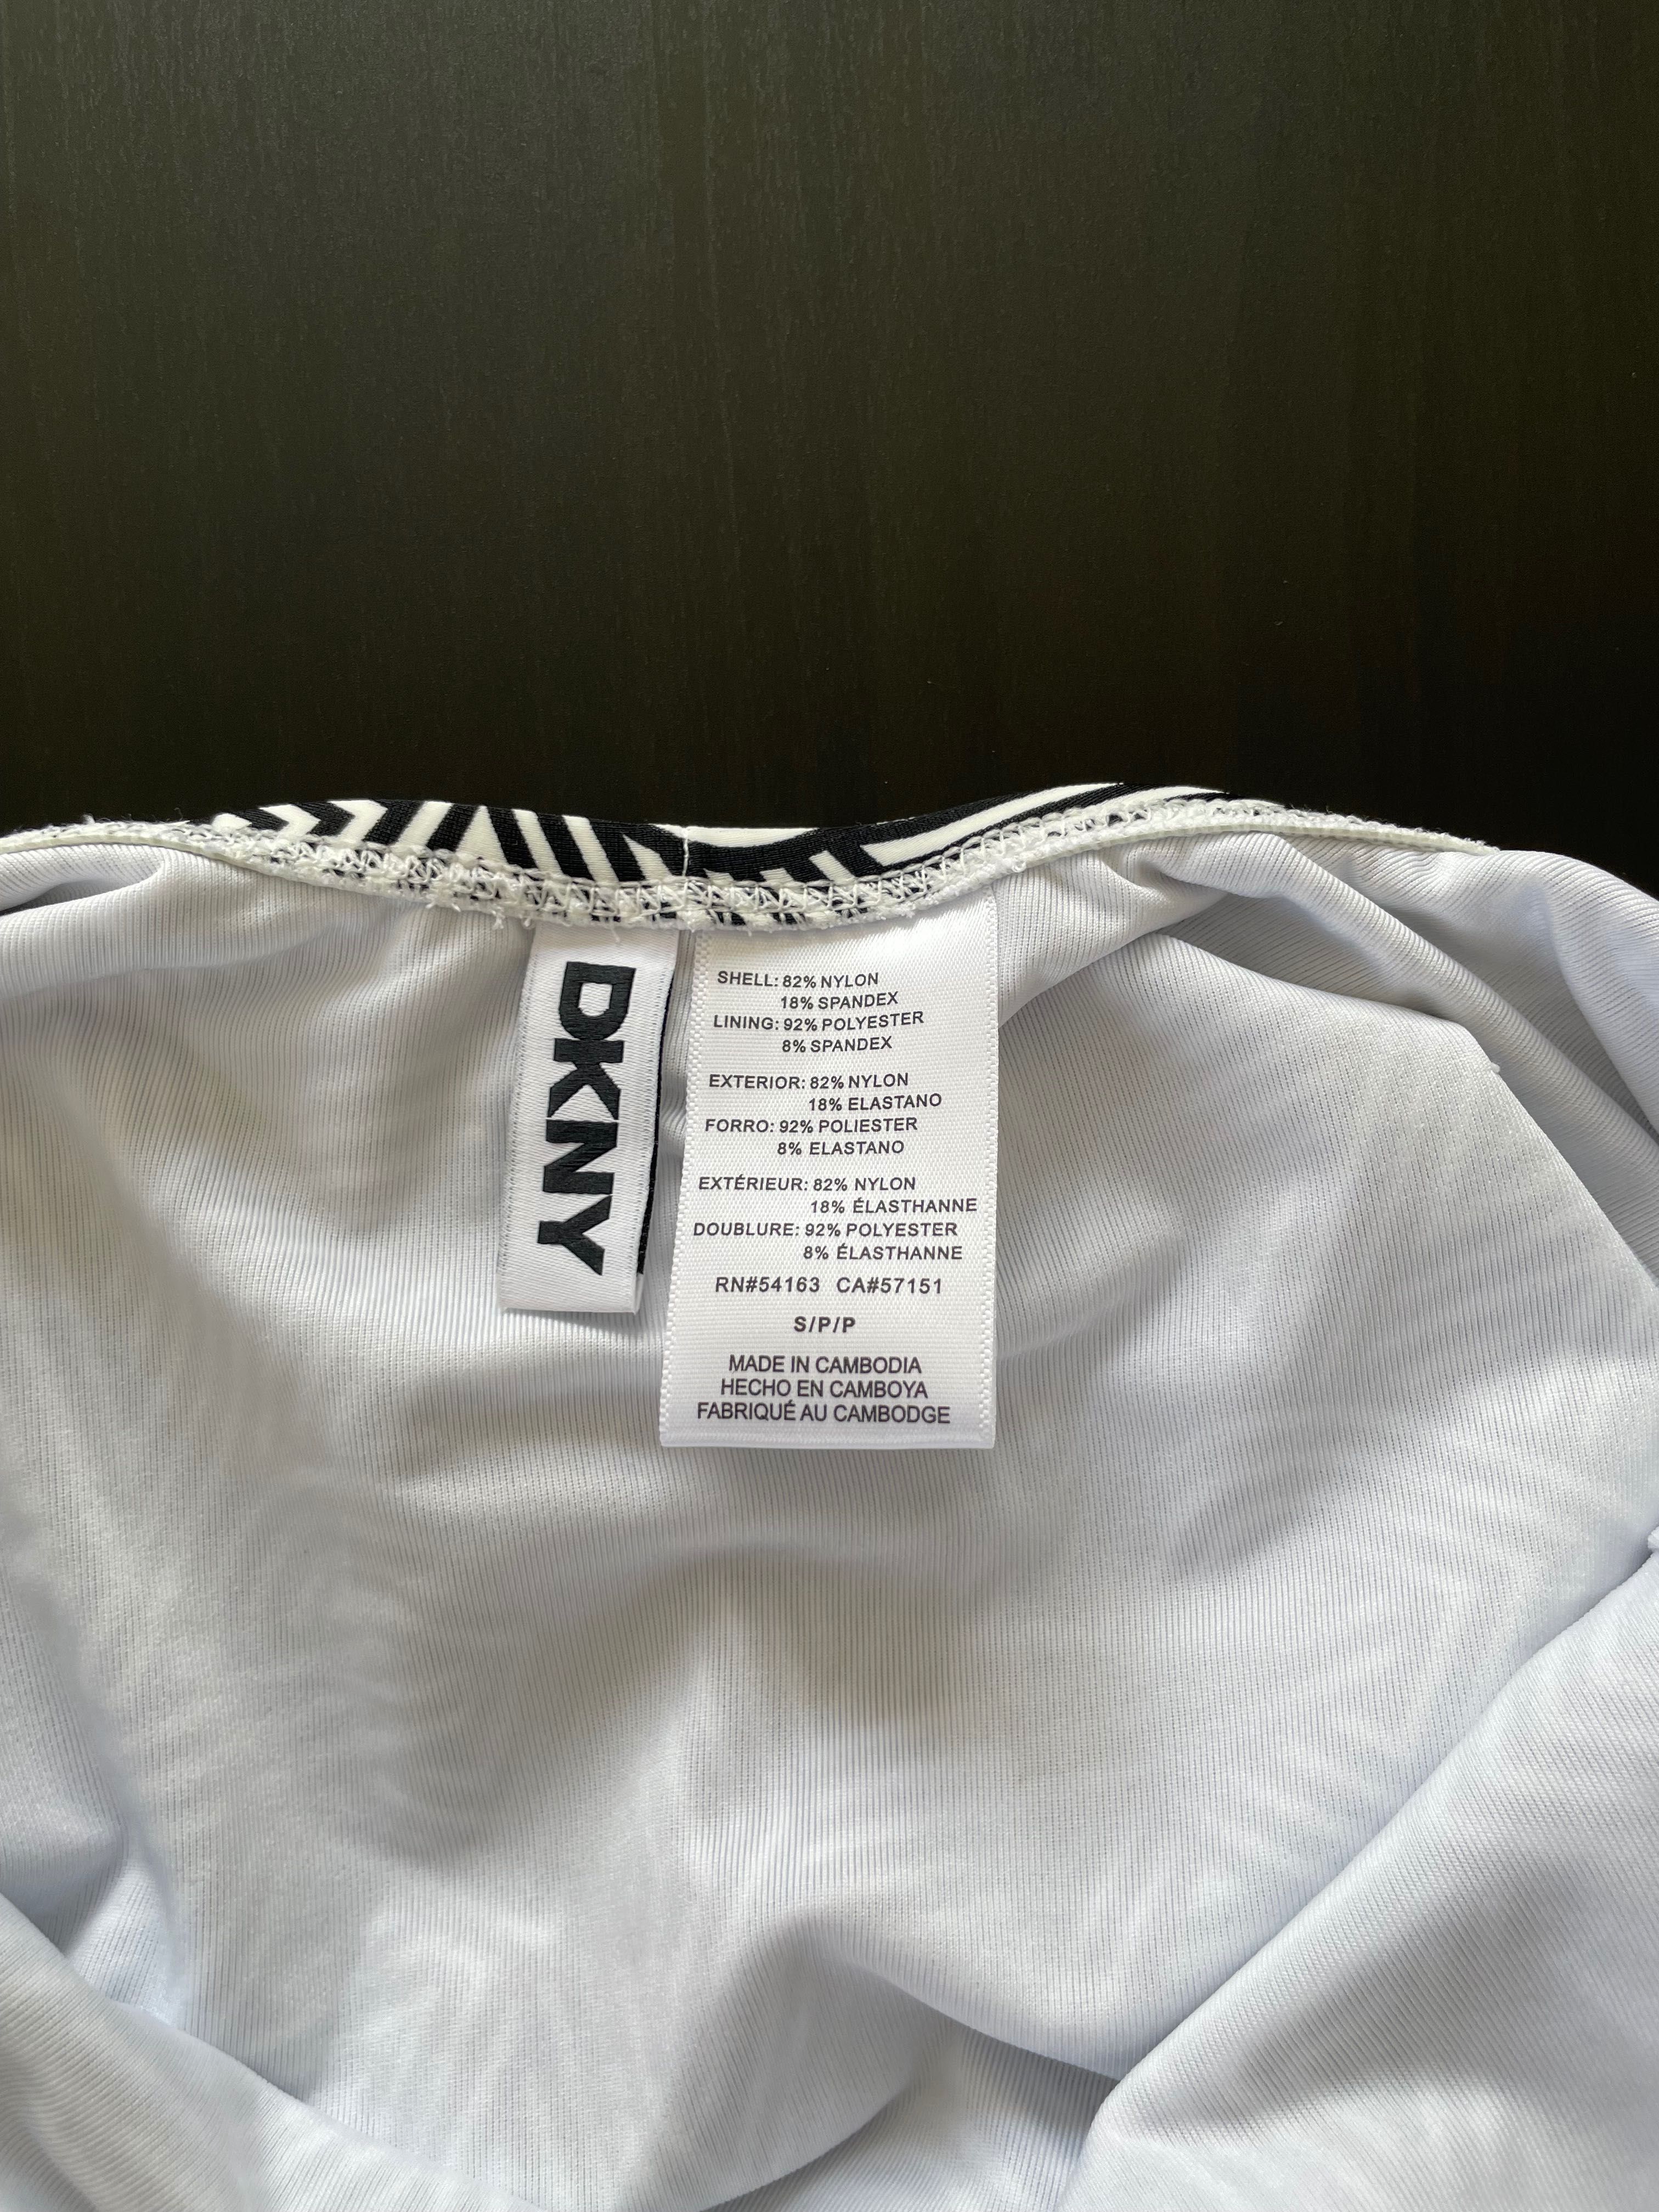 DKNY
SHELL: 82% NYLON
18% SPANDEX
LINING: 92% POLYESTER
8% SPANDEX
EXTERIOR: 82% NYLON
18% ELASTANO
FORRO: 92% POLIESTER
8% ELASTANO
EXTÉRIEUR: 82% NYLON
18% ÉLASTHANNE
DOUBLURE: 92% POLYESTER
8% ÉLASTHANNE
RN#54163 CA#57151
S/P/P
MADE IN CAMBODIA
HECHO EN CAMBOYA
FABRIQUÉ AU CAMBODGE